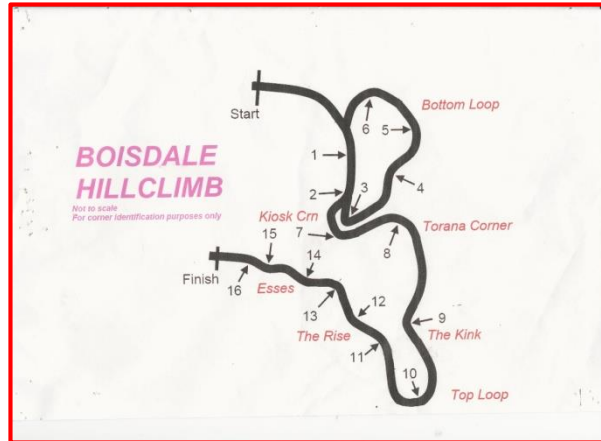 Start
Bottom Loop
6
5
BOISDALE
HILLCLIMB
Not to scale
For corner identification purposes only
1
2
3
4
Kiosk Crn
7
Torana Corner
8
15
14
Finish
16
Esses
13
12
The Rise
11
9
The Kink
10
Top Loop